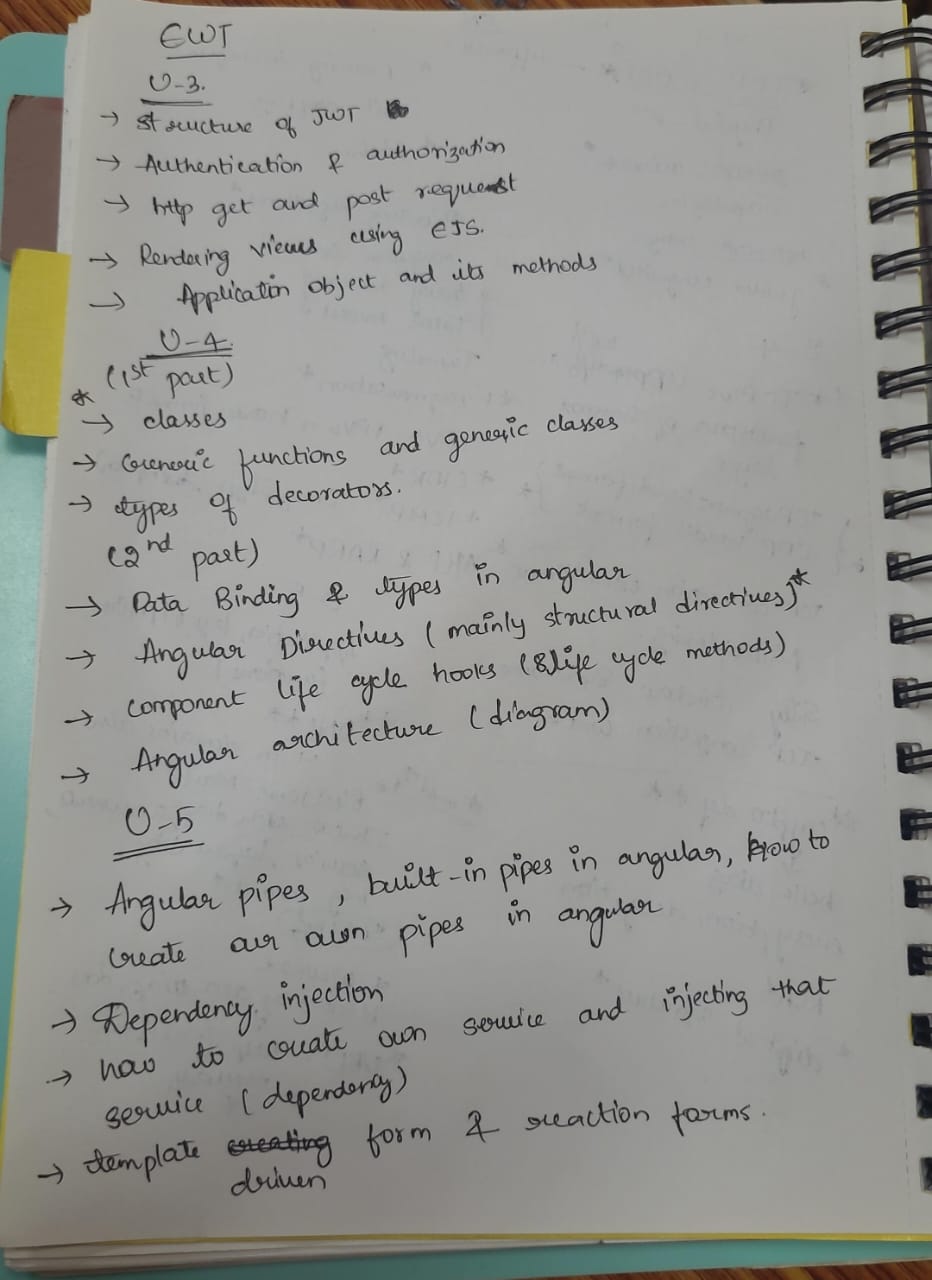 EWT
U-3.
→ structure of JWT
→ Authentication & authorization
→ http get and post request
→ Rendering views using EJS.
→ Application object and its methods
U-4.
(1st part)
* → classes
→ Generic functions and generic classes
→ types of decorators.
(2nd part)
→ Data Binding & types in angular
→ Angular Directives (mainly structural directives)*
→ component life cycle hooks (8 life cycle methods)
→ Angular architecture (diagram)
U-5
→ Angular pipes, built-in pipes in angular, how to
create our own pipes in angular
→ Dependency injection
→ how to create own service and injecting that
service (dependency)
→ template form & reaction forms.
driven